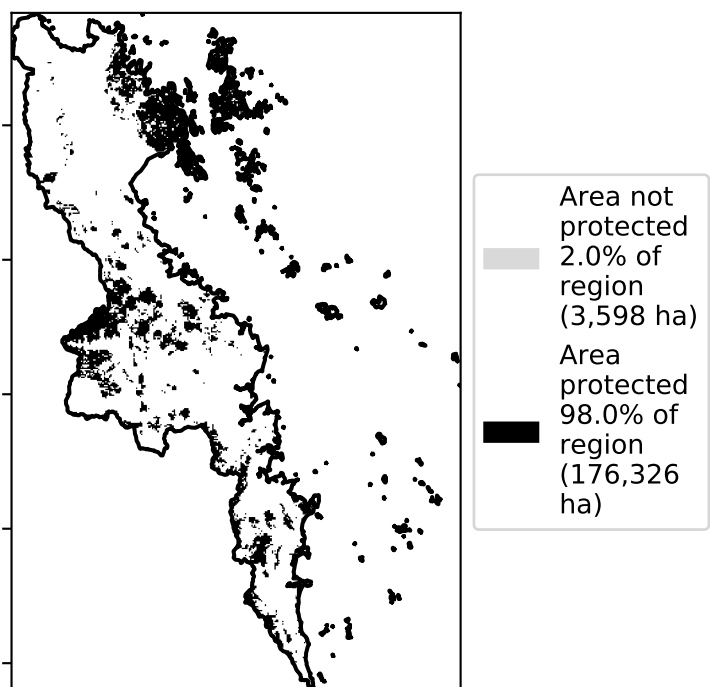 Area not
protected
2.0% of
region
(3,598 ha)
Area
protected
98.0% of
region
(176,326
ha)